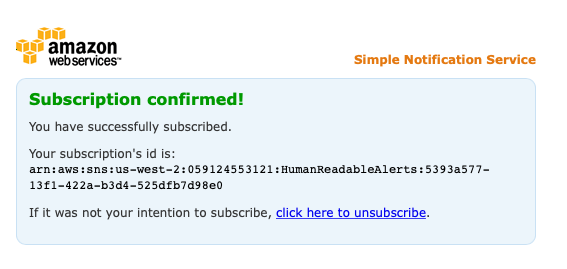 amazon
webservices™
Simple Notification Service
Subscription confirmed!
You have successfully subscribed.
Your subscription's id is:
arn:aws:sns:us-west-2:059124553121:HumanReadableAlerts:5393a577-
13f1-422a-b3d4-525dfb7d98e0
If it was not your intention to subscribe, click here to unsubscribe.